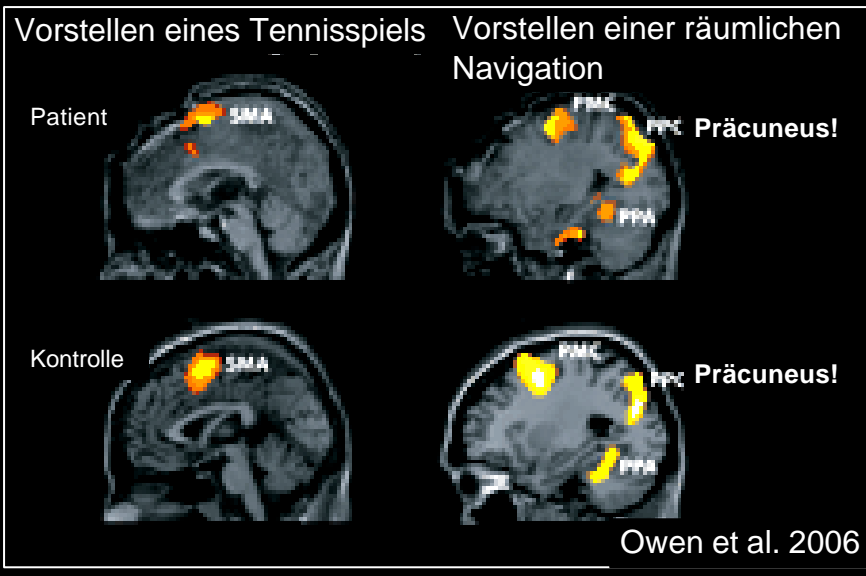 Vorstellen eines Tennisspiels
Vorstellen einer räumlichen
Navigation
Patient
SMA
PMC
PPC
Präcuneus!
PPA
Kontrolle
SMA
PMC
PPC
Präcuneus!
PPA
Owen et al. 2006